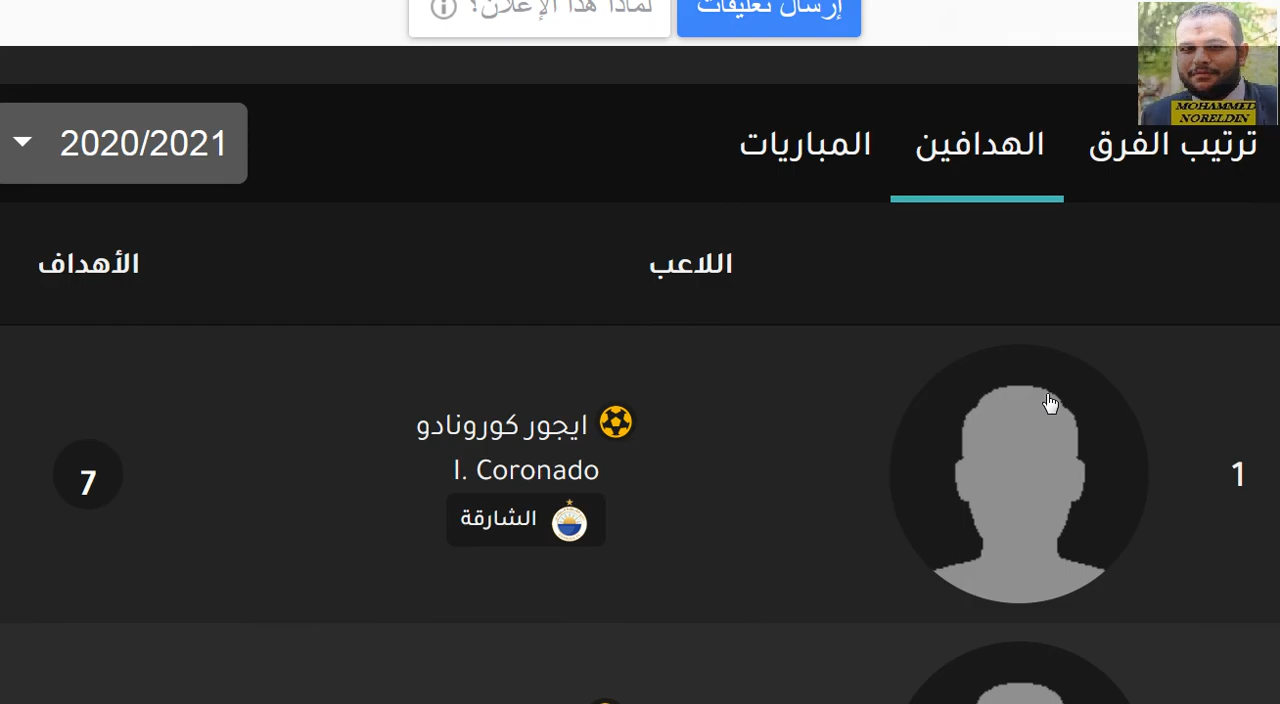 إرسال تعليقات
لماذا هذا الإعلان؟
MOHAMMED
NORELDIN
ترتيب الفرق
الهدافين
المباريات
2020/2021
اللاعب
الأهداف
1
ايجور كورونادو
I. Coronado
الشارقة
7